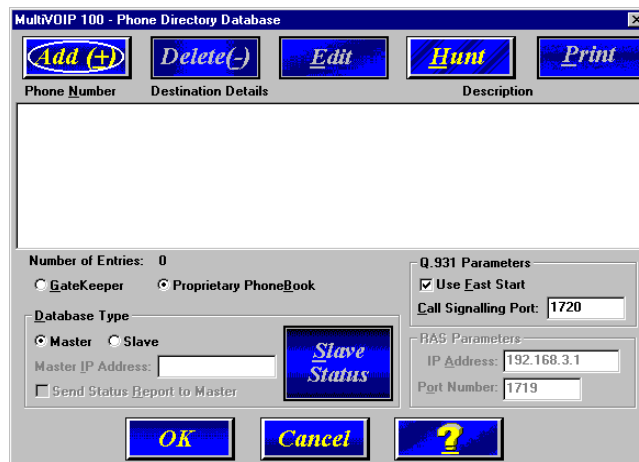 MultiVOIP 100 - Phone Directory Database
Add (+) Delete(-) Edit Hunt Print
Phone Number Destination Details Description
Number of Entries: 0
GateKeeper Proprietary PhoneBook
Database Type
Master Slave
Master IP Address:
Send Status Report to Master
Slave
Status
Q.931 Parameters
Use Fast Start
Call Signalling Port: 1720
RAS Parameters
IP Address: 192.168.3.1
Port Number: 1719
OK Cancel ?